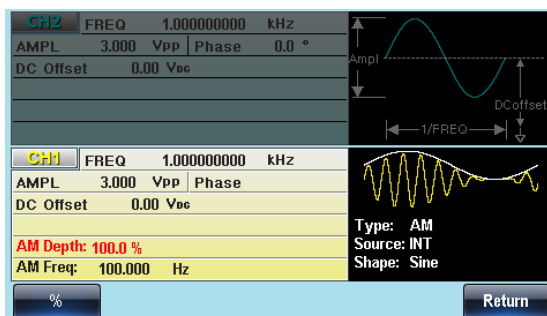 CH2 FREQ 1.000000000 kHz
AMPL 3.000 Vpp Phase 0.0 °
DC Offset 0.00 VDC
Ampl
DCoffset
1/FREQ
CH1 FREQ 1.000000000 kHz
AMPL 3.000 Vpp Phase
DC Offset 0.00 VDC
AM Depth: 100.0 %
AM Freq: 100.000 Hz
Type: AM
Source: INT
Shape: Sine
% Return